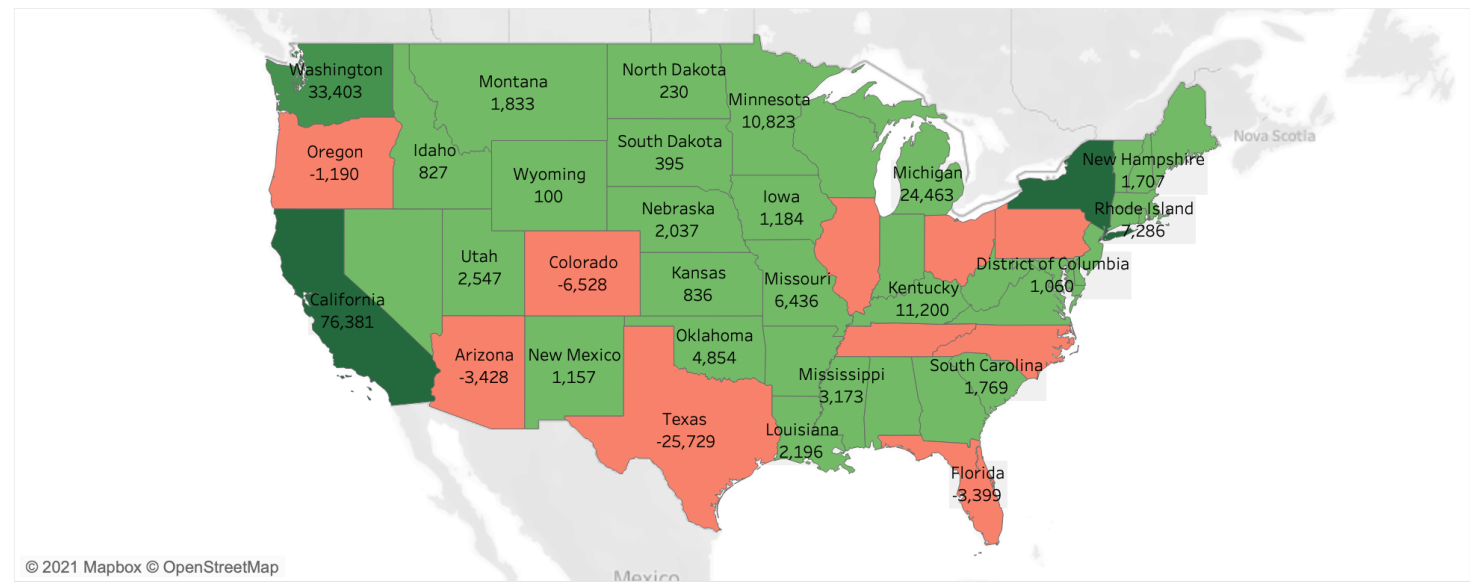 Washington
33,403
Montana
1,833
North Dakota
230
Minnesota
10,823
Oregon
-1,190
Idaho
827
Wyoming
100
South Dakota
395
Michigan
24,463
New Hampshire
1,707
Nova Scotia
Iowa
1,184
Nebraska
2,037
Rhode Island
7,286
Utah
2,547
Colorado
-6,528
Kansas
836
Missouri
6,436
Kentucky
11,200
District of Columbia
1,060
California
76,381
Arizona
-3,428
New Mexico
1,157
Oklahoma
4,854
Mississippi
3,173
South Carolina
1,769
Texas
-25,729
Louisiana
2,196
Florida
-3,399
© 2021 Mapbox © OpenStreetMap
Mexico